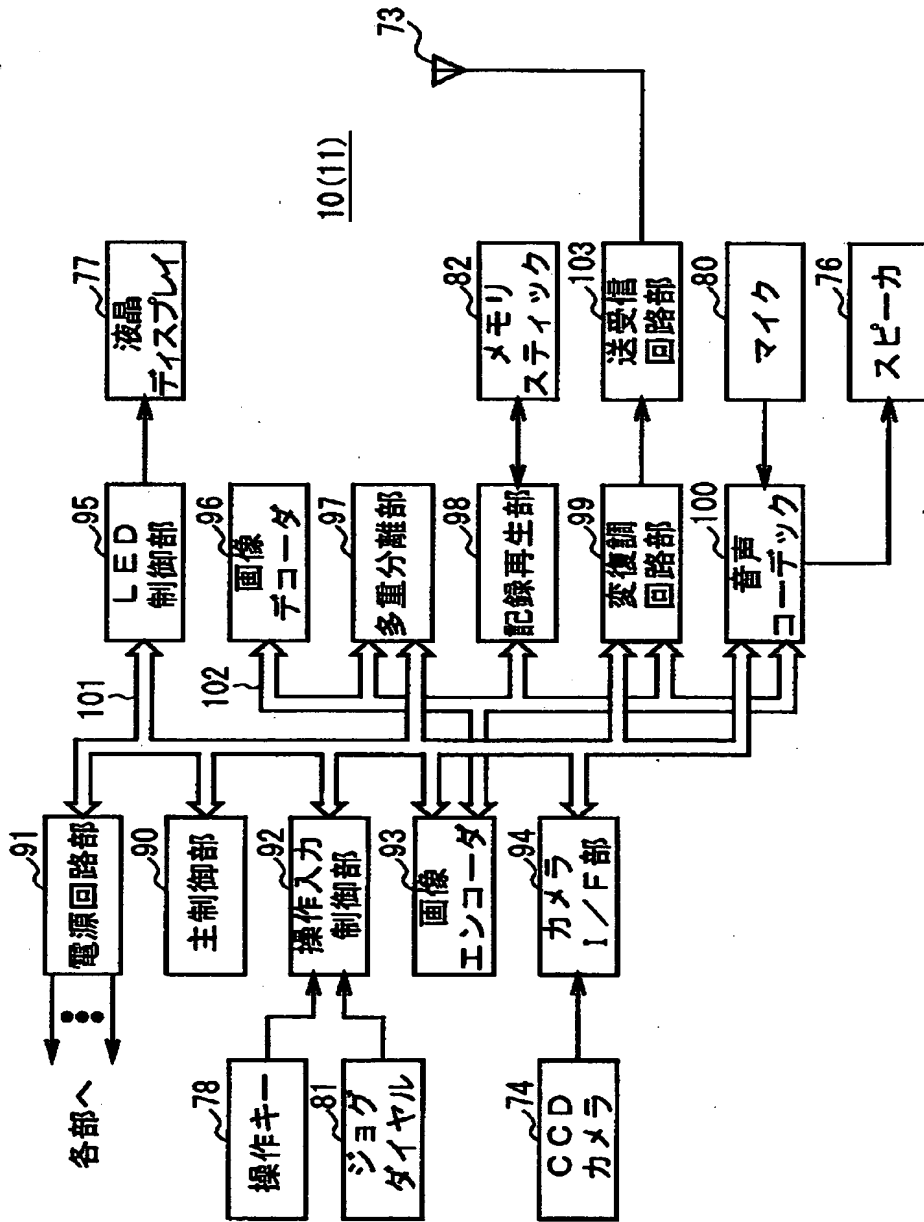 10(11)
73
77
液晶
ディスプレイ
82
メモリ
スティック
103
送受信
回路部
80
マイク
76
スピーカ
95
LED
制御部
96
画像
デコーダ
97
多重分離部
98
記録再生部
99
変復調
回路部
100
音声
コーデック
101
102
91
電源回路部
90
主制御部
92
操作入力
制御部
93
画像
エンコーダ
94
カメラ
I/F部
各部へ
78
操作キー
81
ジョグ
ダイヤル
74
CCD
カメラ